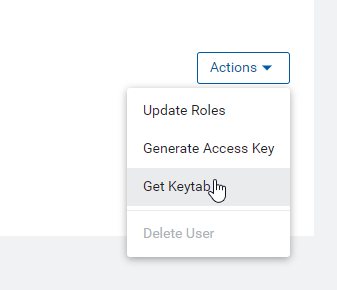 Actions
Update Roles
Generate Access Key
Get Keytab
Delete User